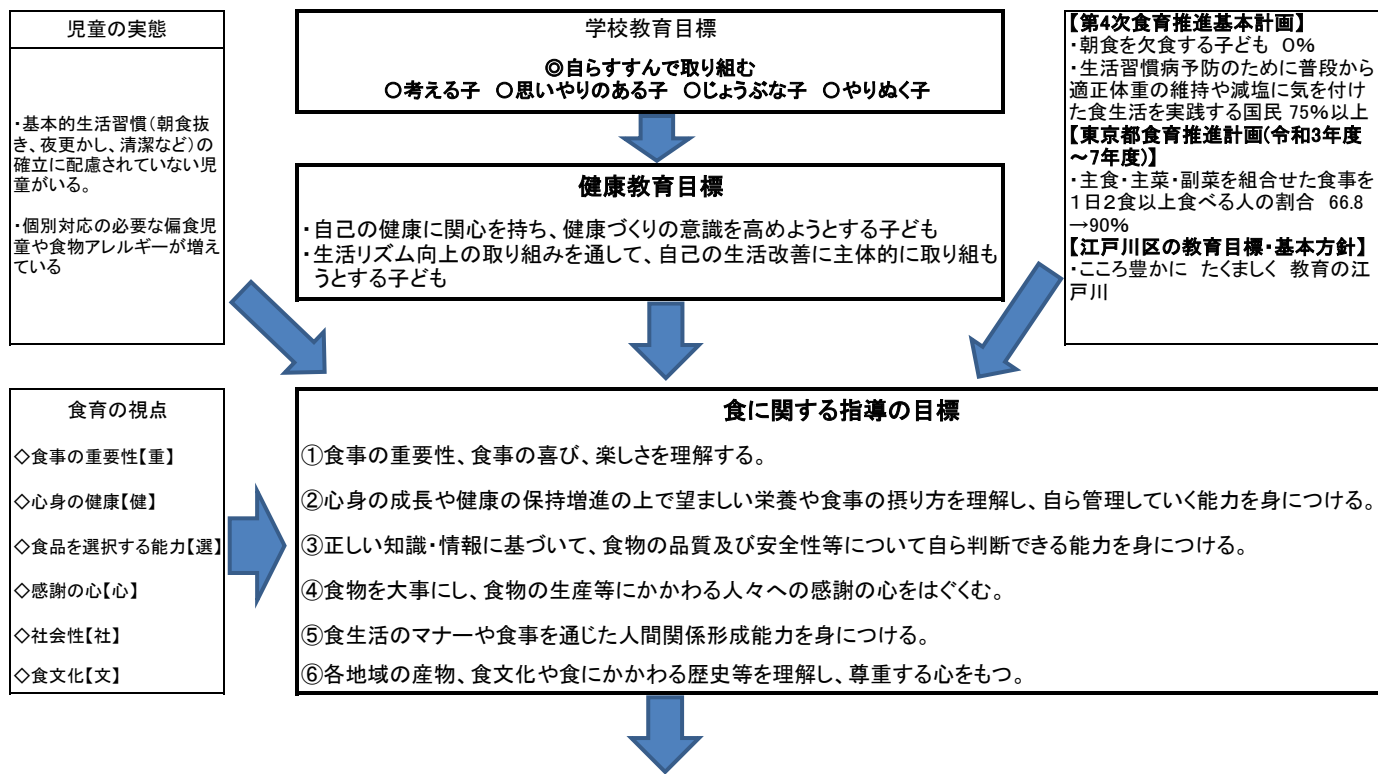 児童の実態
・基本的生活習慣(朝食抜
き、夜更かし、清潔など)の
確立に配慮されていない児
童がいる。
・個別対応の必要な偏食児
童や食物アレルギーが増え
ている
学校教育目標
◎自らすすんで取り組む
○考える子 ○思いやりのある子 ○じょうぶな子 ○やりぬく子
【第4次食育推進基本計画】
・朝食を欠食する子ども 0%
・生活習慣病予防のために普段から
適正体重の維持や減塩に気を付け
た食生活を実践する国民 75%以上
【東京都食育推進計画(令和3年度
~7年度)】
・主食・主菜・副菜を組合せた食事を
1日2食以上食べる人の割合 66.8
→90%
【江戸川区の教育目標・基本方針】
・こころ豊かに たくましく 教育の江
戸川
健康教育目標
・自己の健康に関心を持ち、健康づくりの意識を高めようとする子ども
・生活リズム向上の取り組みを通して、自己の生活改善に主体的に取り組も
うとする子ども
食育の視点
◇食事の重要性【重】
◇心身の健康【健】
◇食品を選択する能力【選】
◇感謝の心【心】
◇社会性【社】
◇食文化【文】
食に関する指導の目標
①食事の重要性、食事の喜び、楽しさを理解する。
②心身の成長や健康の保持増進の上で望ましい栄養や食事の摂り方を理解し、自ら管理していく能力を身につける。
③正しい知識・情報に基づいて、食物の品質及び安全性等について自ら判断できる能力を身につける。
④食物を大事にし、食物の生産等にかかわる人々への感謝の心をはぐくむ。
⑤食生活のマナーや食事を通じた人間関係形成能力を身につける。
⑥各地域の産物、食文化や食にかかわる歴史等を理解し、尊重する心をもつ。